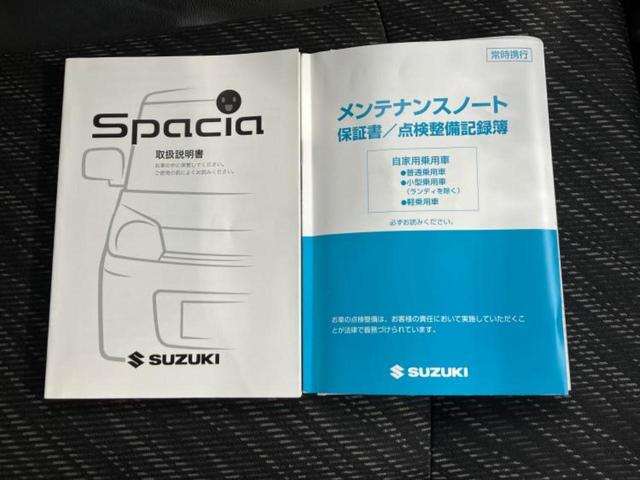 Spacia
取扱説明書
お車の中に保管してください。
ご使用の前によくお読みください。
SUZUKI
常時携行
メンテナンスノート
保証書／点検整備記録簿
自家用乗用車
●普通乗用車
●小型乗用車
(ランディを除く)
●軽乗用車
必ずお読みください。
お車の点検整備は、お客様の責任において実施していただくこ
とが法律で義務づけられています。
SUZUKI